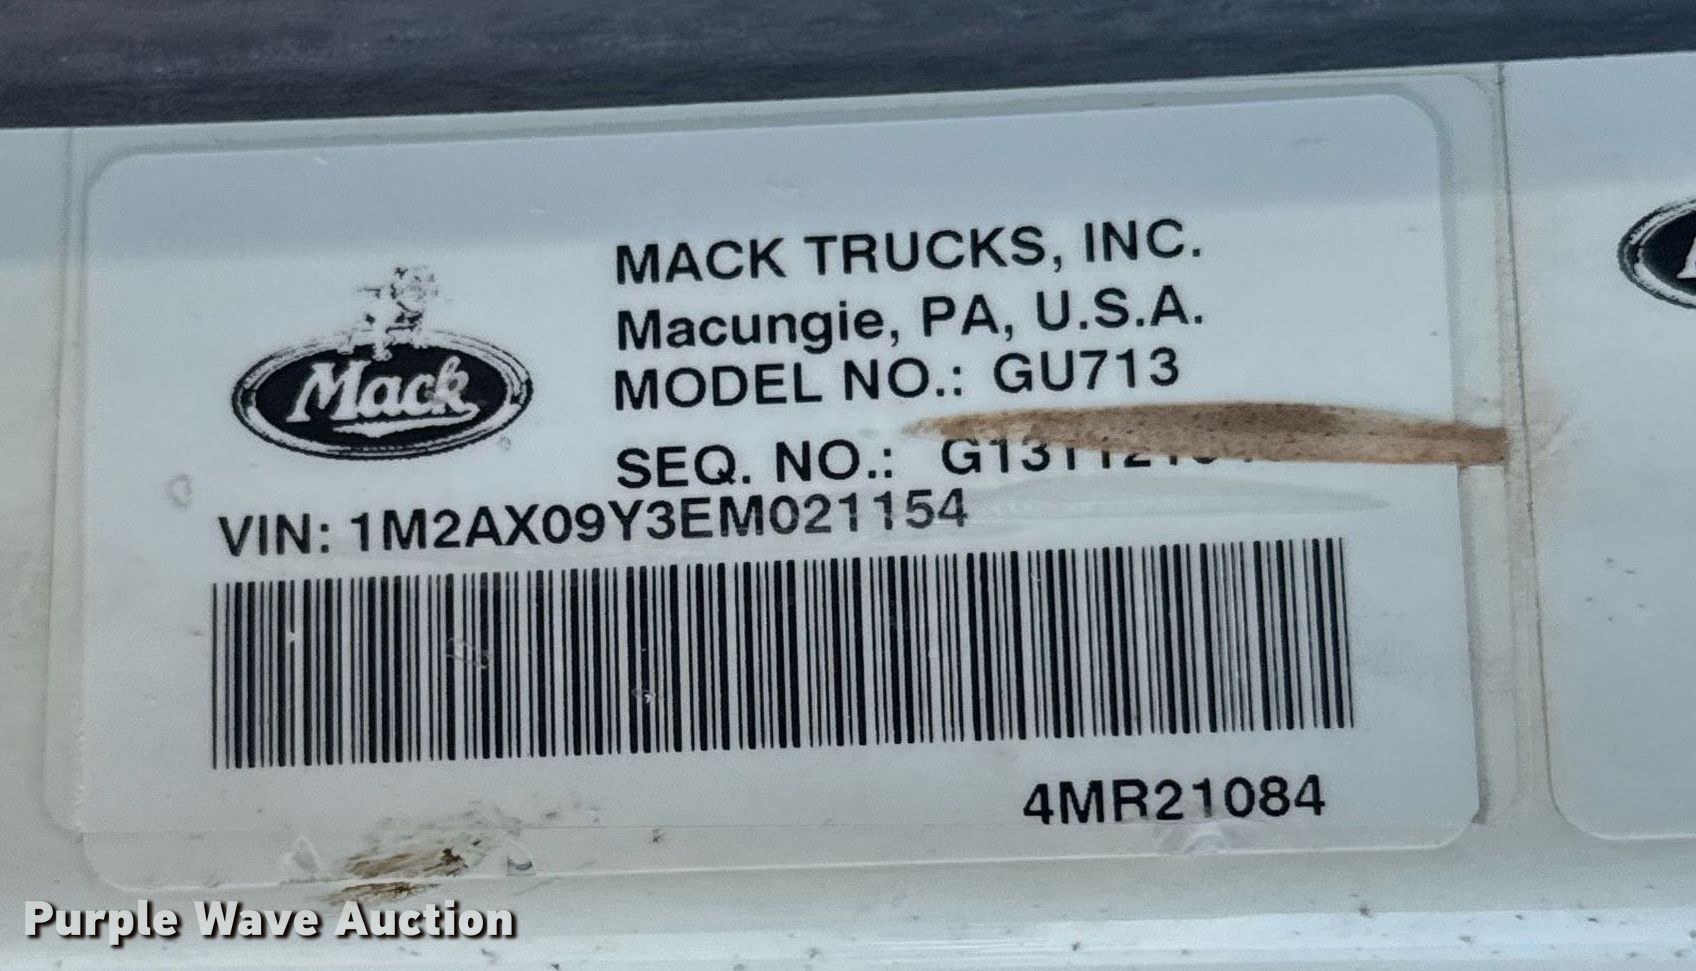 MACK TRUCKS, INC.
Macungie, PA, U.S.A.
Mack
MODEL NO.: GU713
SEQ. NO.:
VIN: 1M2AX09Y3EM021154
4MR21084
Purple Wave Auction